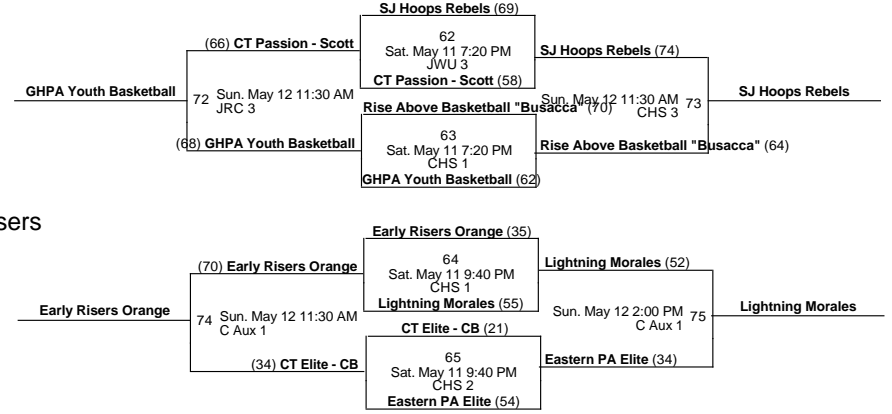 SJ Hoops Rebels (69)
(66) CT Passion - Scott
62
Sat. May 11 7:20 PM
JWU 3
SJ Hoops Rebels (74)
CT Passion - Scott (58)
GHPA Youth Basketball
72 Sun. May 12 11:30 AM
JRC 3
Rise Above Basketball "Busacca" (70)
Sun. May 12 11:30 AM 73
CHS 3
SJ Hoops Rebels
(68) GHPA Youth Basketball
63
Sat. May 11 7:20 PM
CHS 1
Rise Above Basketball "Busacca" (64)
GHPA Youth Basketball (62)
sers
Early Risers Orange (35)
(70) Early Risers Orange
64
Sat. May 11 9:40 PM
CHS 1
Lightning Morales (52)
Lightning Morales (55)
Early Risers Orange
74 Sun. May 12 11:30 AM
C Aux 1
Sun. May 12 2:00 PM 75
C Aux 1
Lightning Morales
CT Elite - CB (21)
(34) CT Elite - CB
65
Sat. May 11 9:40 PM
CHS 2
Eastern PA Elite (34)
Eastern PA Elite (54)